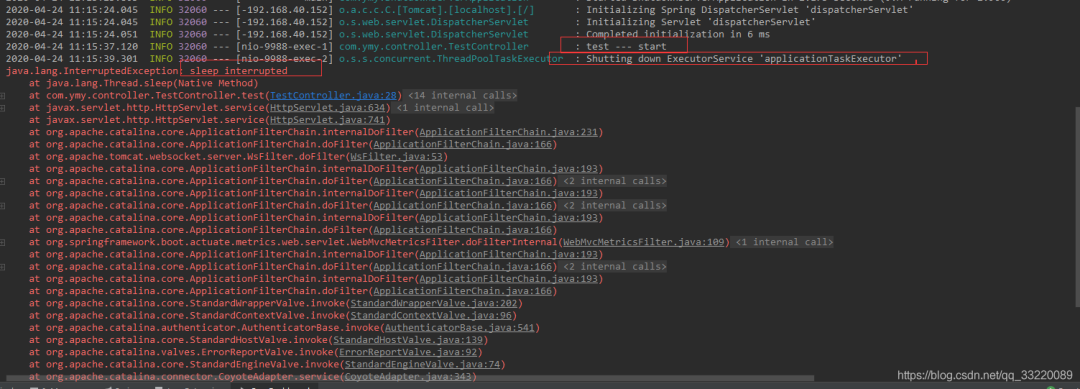 2020-04-24 11:15:24.045 INFO 32060 --- [-192.168.40.152] o.a.c.c.C.[Tomcat].[localhost].[/] : Initializing Spring DispatcherServlet 'dispatcherServlet'
2020-04-24 11:15:24.045 INFO 32060 --- [-192.168.40.152] o.s.web.servlet.DispatcherServlet : Initializing Servlet 'dispatcherServlet'
2020-04-24 11:15:24.051 INFO 32060 --- [-192.168.40.152] o.s.web.servlet.DispatcherServlet : Completed initialization in 6 ms
2020-04-24 11:15:37.120 INFO 32060 --- [nio-9988-exec-1] com.ymy.controller.TestController : test --- start
2020-04-24 11:15:39.301 INFO 32060 --- [nio-9988-exec-2] o.s.s.concurrent.ThreadPoolTaskExecutor : Shutting down ExecutorService 'applicationTaskExecutor'
java.lang.InterruptedException: sleep interrupted
at java.lang.Thread.sleep(Native Method)
at com.ymy.controller.TestController.test(TestController.java:28) <14 internal calls>
at javax.servlet.http.HttpServlet.service(HttpServlet.java:634) <1 internal call>
at javax.servlet.http.HttpServlet.service(HttpServlet.java:741)
at org.apache.catalina.core.ApplicationFilterChain.internalDoFilter(ApplicationFilterChain.java:231)
at org.apache.catalina.core.ApplicationFilterChain.doFilter(ApplicationFilterChain.java:166)
at org.apache.tomcat.websocket.server.WsFilter.doFilter(WsFilter.java:53)
at org.apache.catalina.core.ApplicationFilterChain.internalDoFilter(ApplicationFilterChain.java:193)
at org.apache.catalina.core.ApplicationFilterChain.doFilter(ApplicationFilterChain.java:166) <2 internal calls>
at org.apache.catalina.core.ApplicationFilterChain.internalDoFilter(ApplicationFilterChain.java:193)
at org.apache.catalina.core.ApplicationFilterChain.doFilter(ApplicationFilterChain.java:166) <2 internal calls>
at org.apache.catalina.core.ApplicationFilterChain.internalDoFilter(ApplicationFilterChain.java:193)
at org.apache.catalina.core.ApplicationFilterChain.doFilter(ApplicationFilterChain.java:166)
at org.springframework.boot.actuate.metrics.web.servlet.WebMvcMetricsFilter.doFilterInternal(WebMvcMetricsFilter.java:109) <1 internal call>
at org.apache.catalina.core.ApplicationFilterChain.internalDoFilter(ApplicationFilterChain.java:193)
at org.apache.catalina.core.ApplicationFilterChain.doFilter(ApplicationFilterChain.java:166) <2 internal calls>
at org.apache.catalina.core.ApplicationFilterChain.internalDoFilter(ApplicationFilterChain.java:193)
at org.apache.catalina.core.ApplicationFilterChain.doFilter(ApplicationFilterChain.java:166)
at org.apache.catalina.core.StandardWrapperValve.invoke(StandardWrapperValve.java:202)
at org.apache.catalina.core.StandardContextValve.invoke(StandardContextValve.java:96)
at org.apache.catalina.authenticator.AuthenticatorBase.invoke(AuthenticatorBase.java:541)
at org.apache.catalina.core.StandardHostValve.invoke(StandardHostValve.java:139)
at org.apache.catalina.valves.ErrorReportValve.invoke(ErrorReportValve.java:92)
at org.apache.catalina.core.StandardEngineValve.invoke(StandardEngineValve.java:74)
at org.apache.catalina.connector.CoyoteAdapter.service(CoyoteAdapter.java:343)
https://blog.csdn.net/qq_33220089